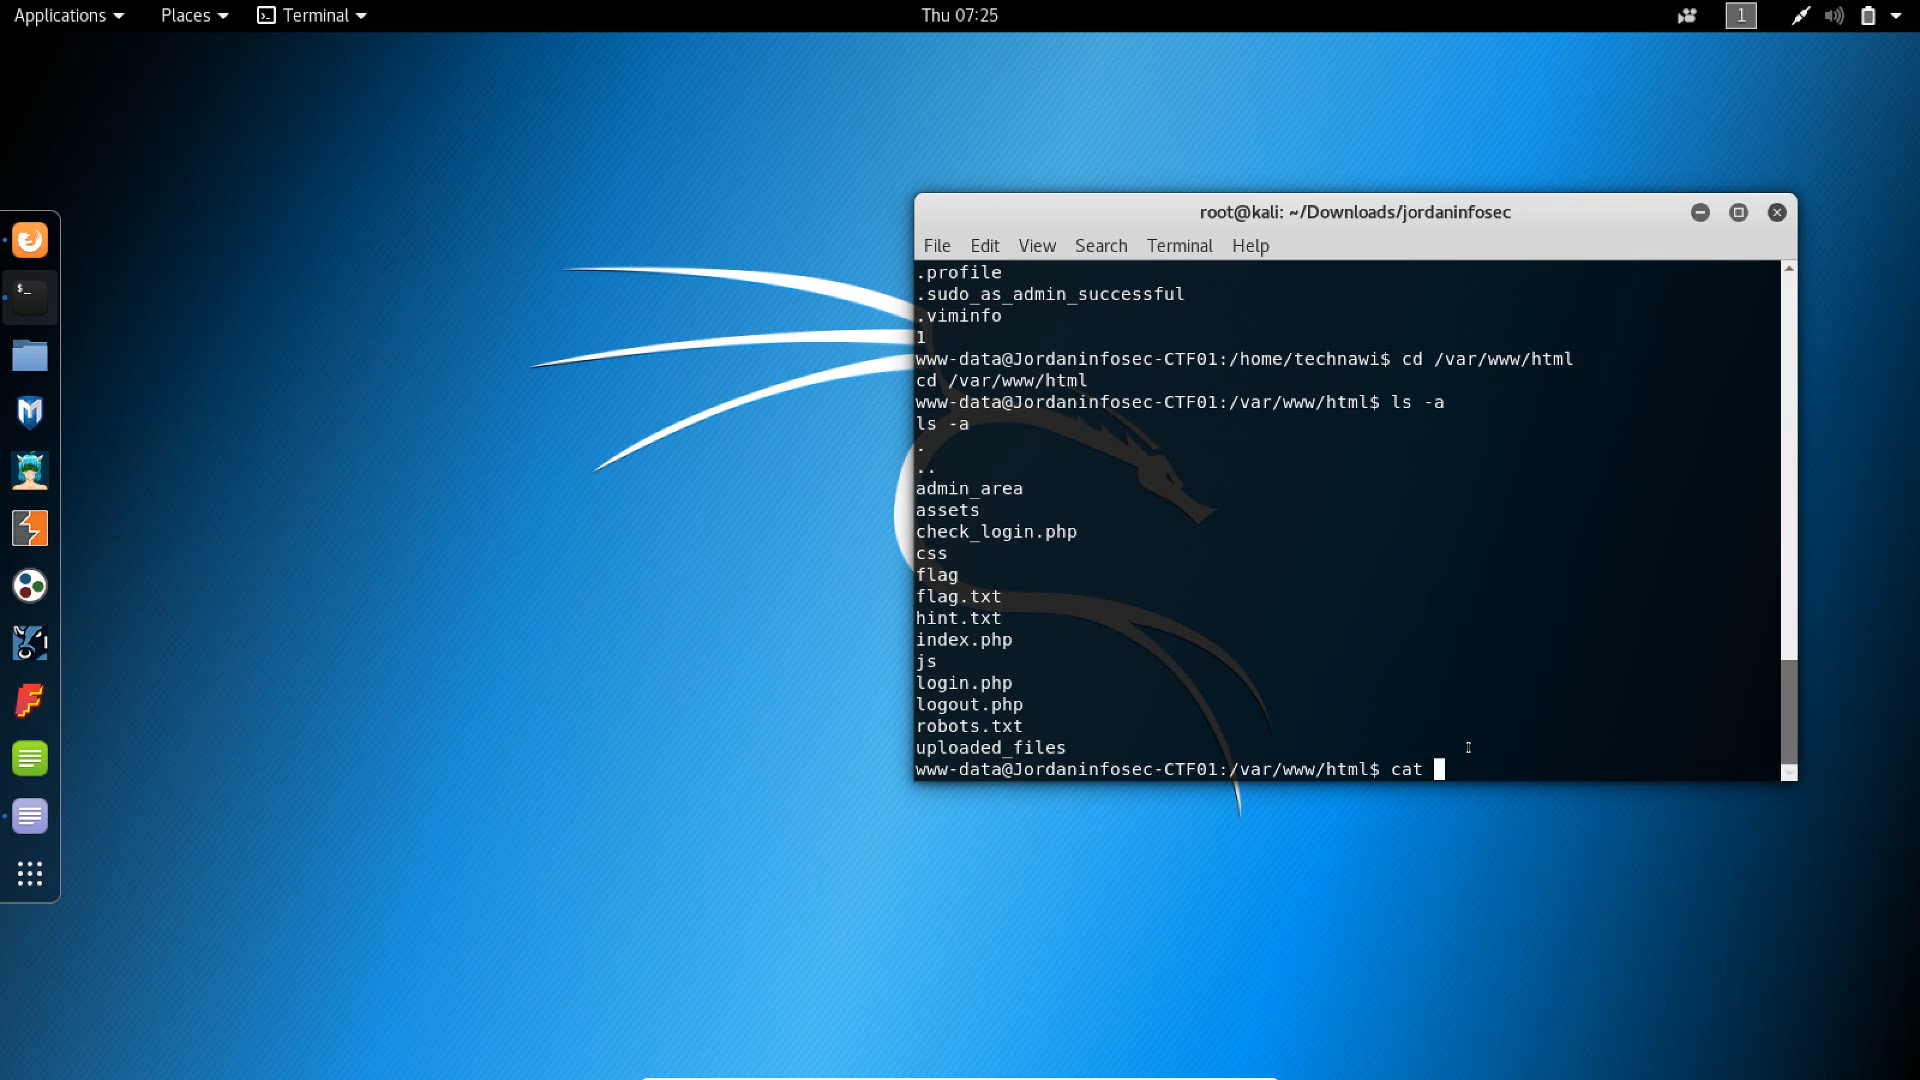 Applications Places Terminal Thu 07:25 1
root@kali: ~/Downloads/jordaninfosec
File Edit View Search Terminal Help
.profile
.sudo_as_admin_successful
.viminfo
1
www-data@Jordaninfosec-CTF01:/home/technawi$ cd /var/www/html
cd /var/www/html
www-data@Jordaninfosec-CTF01:/var/www/html$ ls -a
ls -a
.
..
admin_area
assets
check_login.php
css
flag
flag.txt
hint.txt
index.php
js
login.php
logout.php
robots.txt
uploaded_files
www-data@Jordaninfosec-CTF01:/var/www/html$ cat
$_